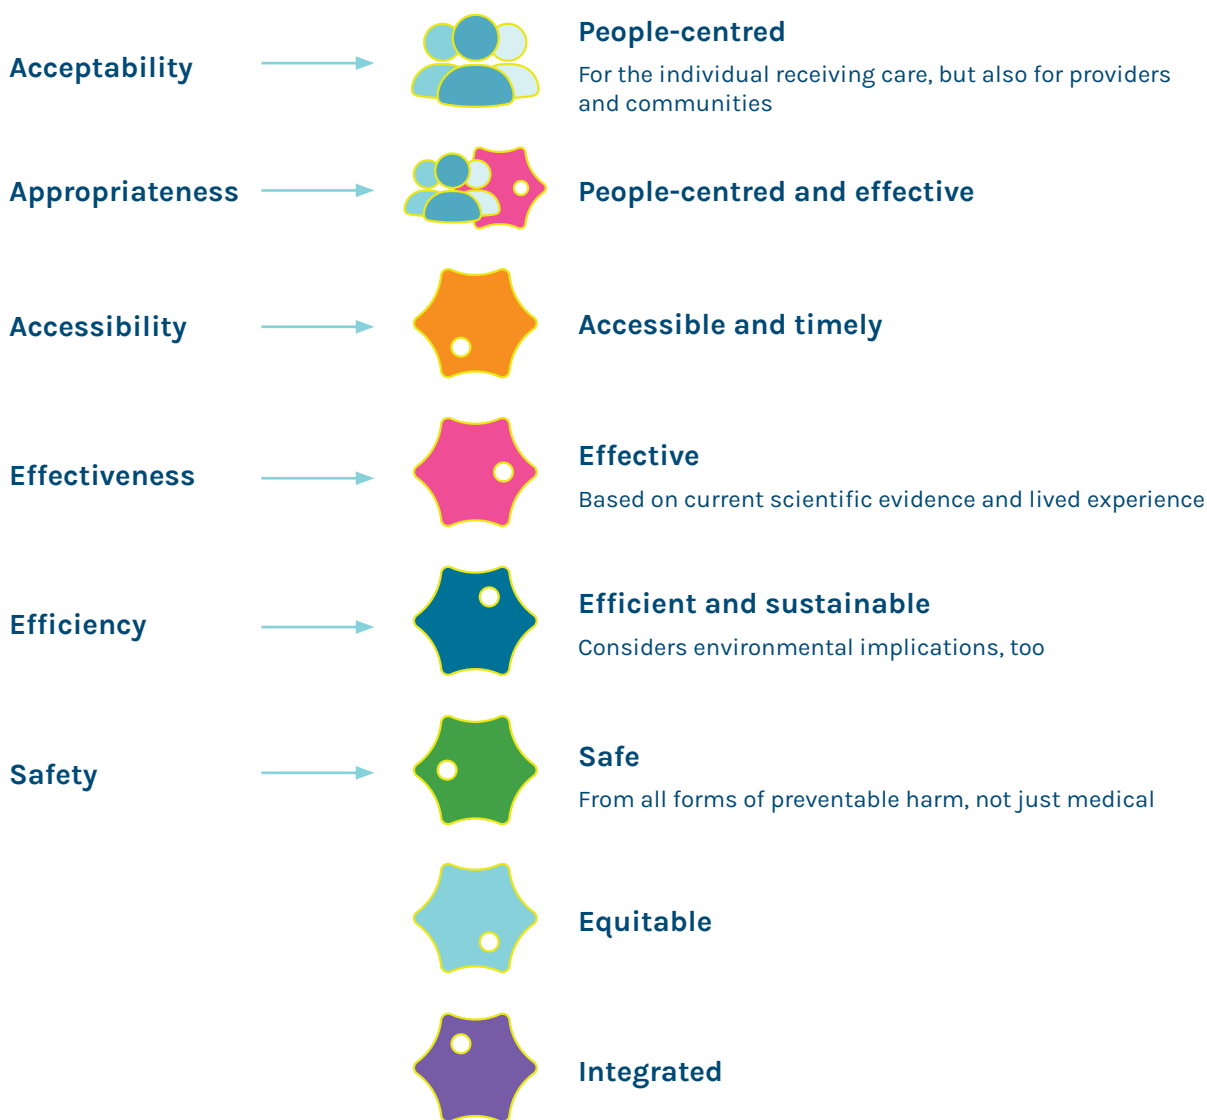 Acceptability
People-centred
For the individual receiving care, but also for providers
and communities
Appropriateness
People-centred and effective
Accessibility
Accessible and timely
Effectiveness
Effective
Based on current scientific evidence and lived experience
Efficiency
Efficient and sustainable
Considers environmental implications, too
Safety
Safe
From all forms of preventable harm, not just medical
Equitable
Integrated